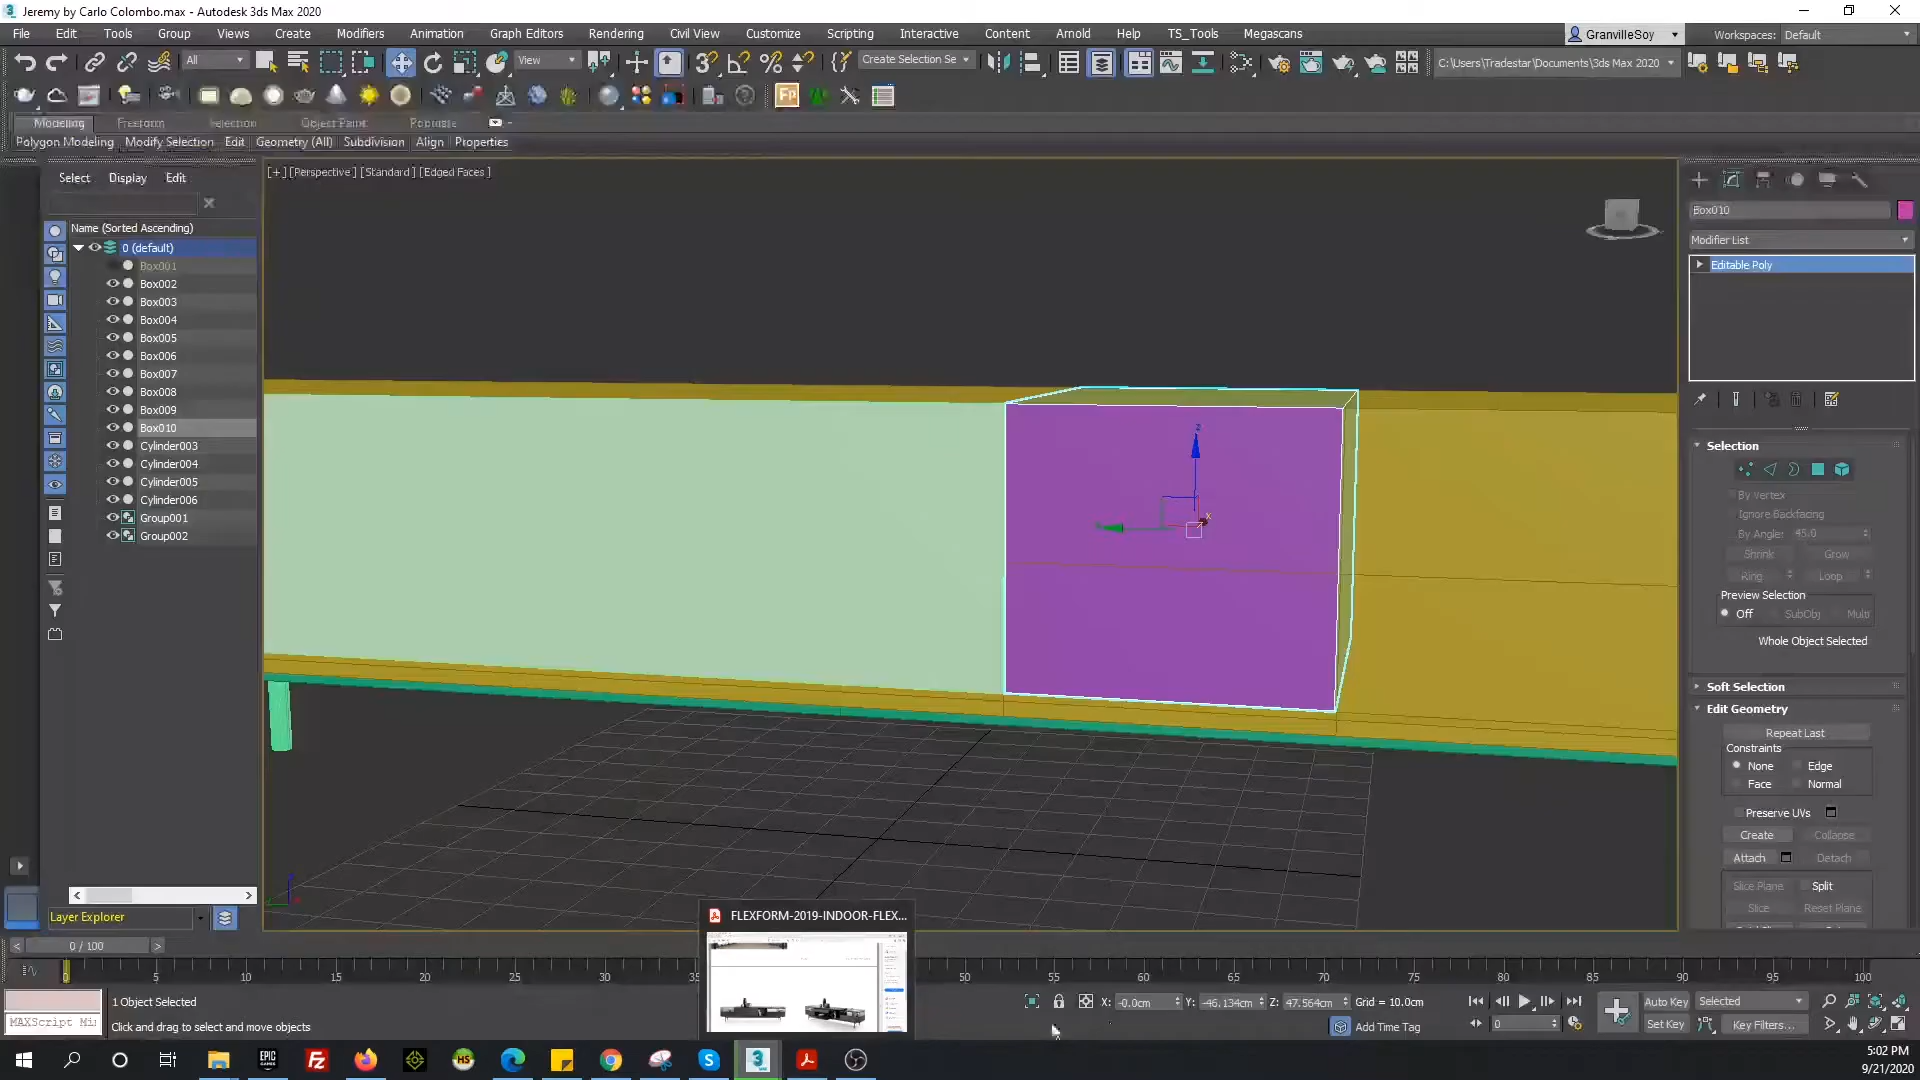 Jeremy by Carlo Colombo.max - Autodesk 3ds Max 2020
File Edit Tools Group Views Create Modifiers Animation Graph Editors Rendering Civil View Customize Scripting Interactive Content Arnold Help TS_Tools Megascans
GranvilleSoy
Workspaces: Default
All
View
Create Selection Se
C:\Users\Tradestar\Documents\3ds Max 2020
Modeling Freeform Selection Object Paint Populate
Polygon Modeling Modify Selection Edit Geometry (All) Subdivision Align Properties
Select Display Edit
[+] [Perspective] [Standard] [Edged Faces]
Name (Sorted Ascending)
0 (default)
Box001
Box002
Box003
Box004
Box005
Box006
Box007
Box008
Box009
Box010
Cylinder003
Cylinder004
Cylinder005
Cylinder006
Group001
Group002
Layer Explorer
z
x
Box010
Modifier List
Editable Poly
Selection
By Vertex
Ignore Backfacing
By Angle: 45.0
Shrink Grow
Ring Loop
Preview Selection
Off SubObj Multi
Whole Object Selected
Soft Selection
Edit Geometry
Repeat Last
Constraints
None Edge
Face Normal
Preserve UVs
Create Collapse
Attach Detach
Slice Plane Split
Slice Reset Plane
FLEXFORM-2019-INDOOR-FLEX...
0 / 100
0 5 10 15 20 25 30 50 55 60 65 70 75 80 85 90 95 100
1 Object Selected
MAXScript Mi
Click and drag to select and move objects
X: -0.0cm Y: -46.134cm Z: 47.564cm Grid = 10.0cm
Add Time Tag
0
Auto Key Selected
Set Key Key Filters...
EPIC GAMES
HS
5:02 PM
9/21/2020